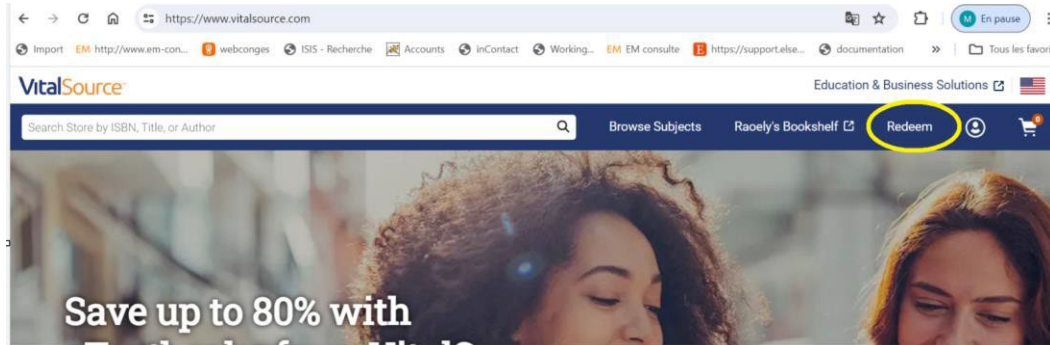 https://www.vitalsource.com
M En pause
Import EM http://www.em-con... webconges ISIS - Recherche Accounts inContact Working... EM EM consulte E https://support.else... documentation » Tous les favori
VitalSource
Education & Business Solutions
Search Store by ISBN, Title, or Author
Browse Subjects Raoely's Bookshelf Redeem 0
Save up to 80% with